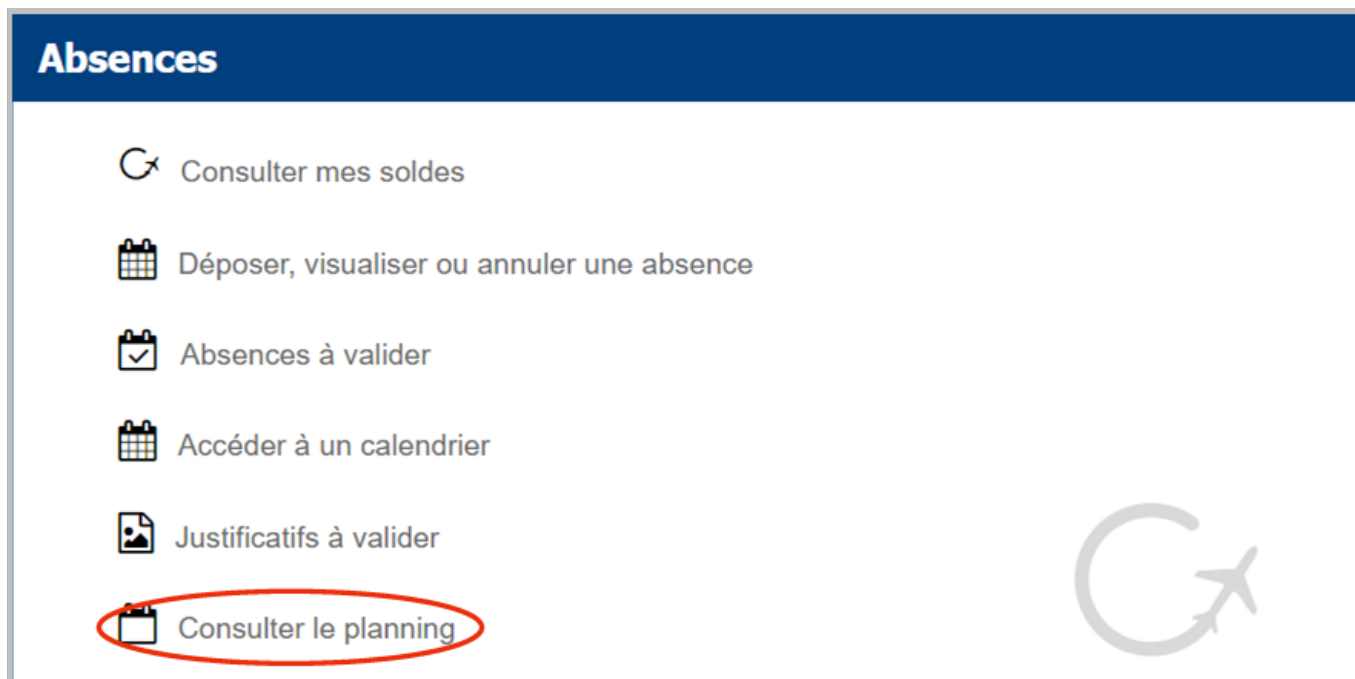 Absences
Consulter mes soldes
Déposer, visualiser ou annuler une absence
Absences à valider
Accéder à un calendrier
Justificatifs à valider
Consulter le planning